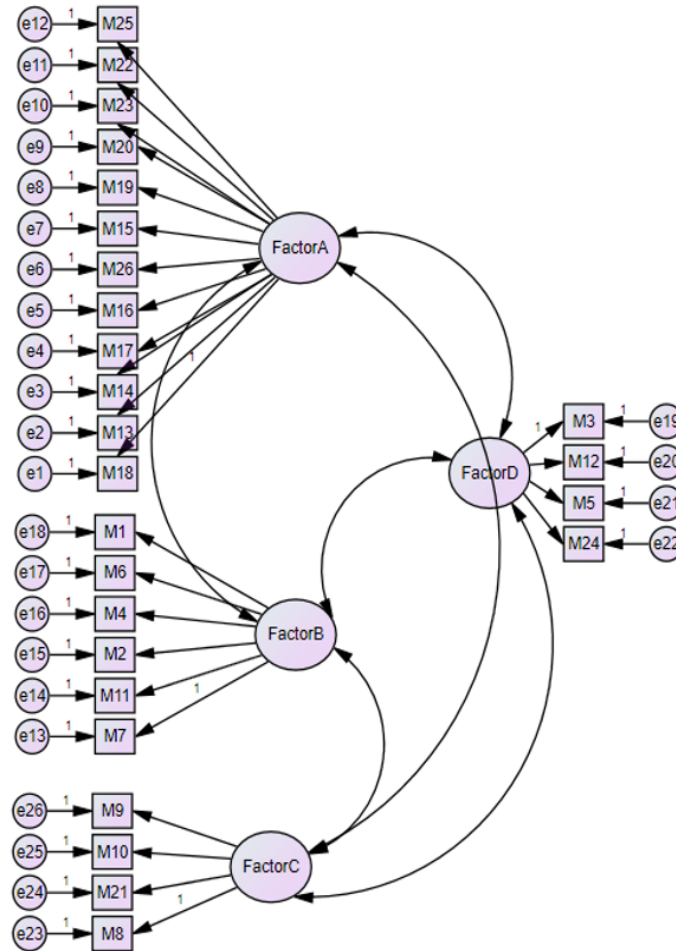 e12 1 M25
e11 1 M22
e10 1 M23
e9 1 M20
e8 1 M19
e7 1 M15
e6 1 M26
e5 1 M16
e4 1 M17
e3 1 M14
e2 1 M13
e1 1 M18
1
FactorA
e18 1 M1
e17 1 M6
e16 1 M4
e15 1 M2
e14 1 M11
e13 1 M7
1
FactorB
e26 1 M9
e25 1 M10
e24 1 M21
e23 1 M8
1
FactorC
FactorD
1 M3 1 e19
M12 1 e20
M5 1 e21
M24 1 e22